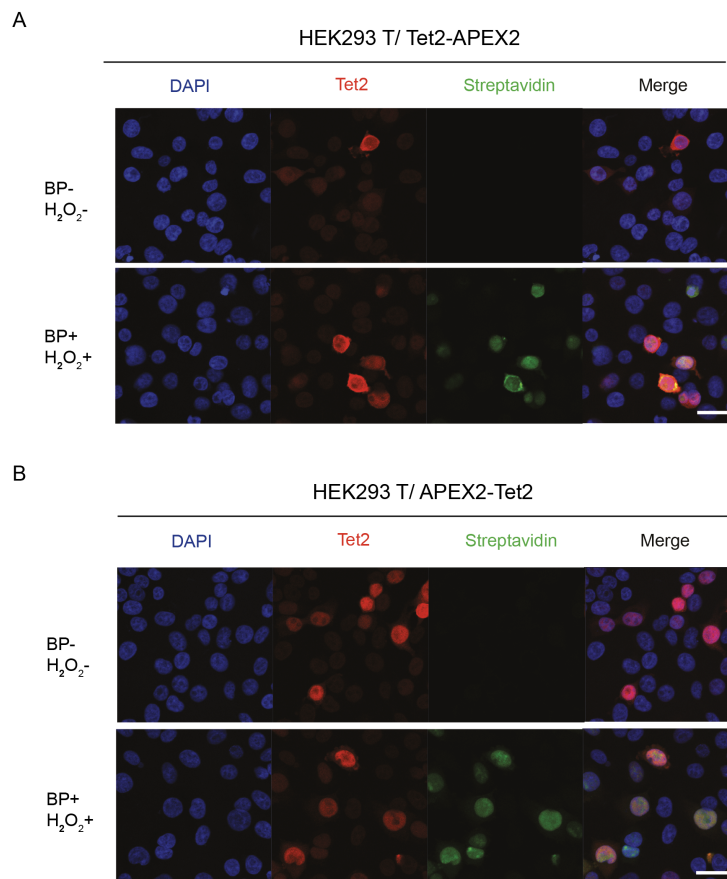 A
HEK293 T/ Tet2-APEX2
DAPI Tet2 Streptavidin Merge
BP-
H₂O₂-
BP+
H₂O₂+
B
HEK293 T/ APEX2-Tet2
DAPI Tet2 Streptavidin Merge
BP-
H₂O₂-
BP+
H₂O₂+